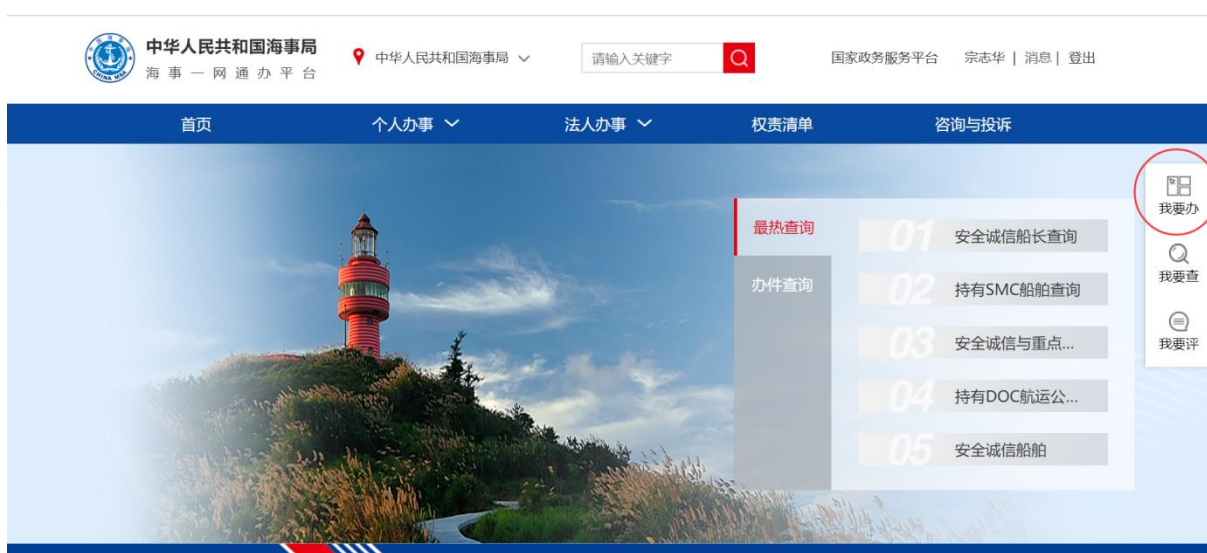 中华人民共和国海事局
海事一网通办平台
CHINA MSA
中华人民共和国海事局
请输入关键字
国家政务服务平台 宗志华 | 消息 | 登出
首页 个人办事 法人办事 权责清单 咨询与投诉
最热查询
办件查询
01 安全诚信船长查询
02 持有SMC船舶查询
03 安全诚信与重点...
04 持有DOC航运公...
05 安全诚信船舶
我要办
我要查
我要评